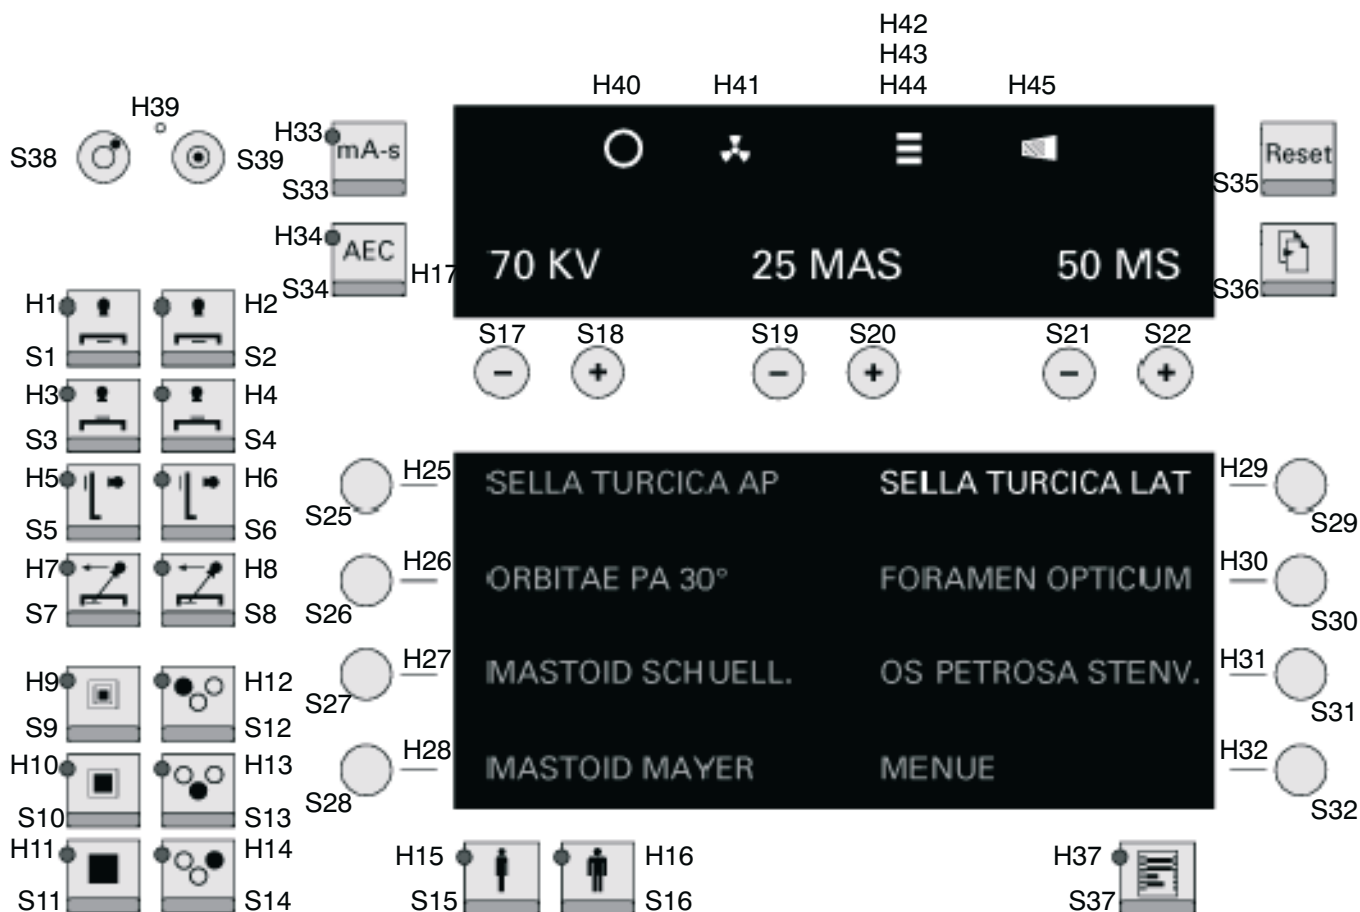 H42
H43
H40 H41 H44 H45
H39
S38 S39 H33 mA-s Reset
S33 S35
H34 AEC H17 70 KV 25 MAS 50 MS
S34 S36
H1 H2
S1 S2
S17 S18 S19 S20 S21 S22
- + - + - +
H3 H4
S3 S4
H5 H6
S5 S6
H25 SELLA TURCICA AP SELLA TURCICA LAT H29
S25 S29
H7 H8
S7 S8
H26 ORBITAE PA 30° FORAMEN OPTICUM H30
S26 S30
H9 H12
S9 S12
H27 MASTOID SCHUELL. OS PETROSA STENV. H31
S27 S31
H10 H13
S10 S13
H28 MASTOID MAYER MENUE H32
S28 S32
H11 H14 H15 H16 H37
S11 S14 S15 S16 S37